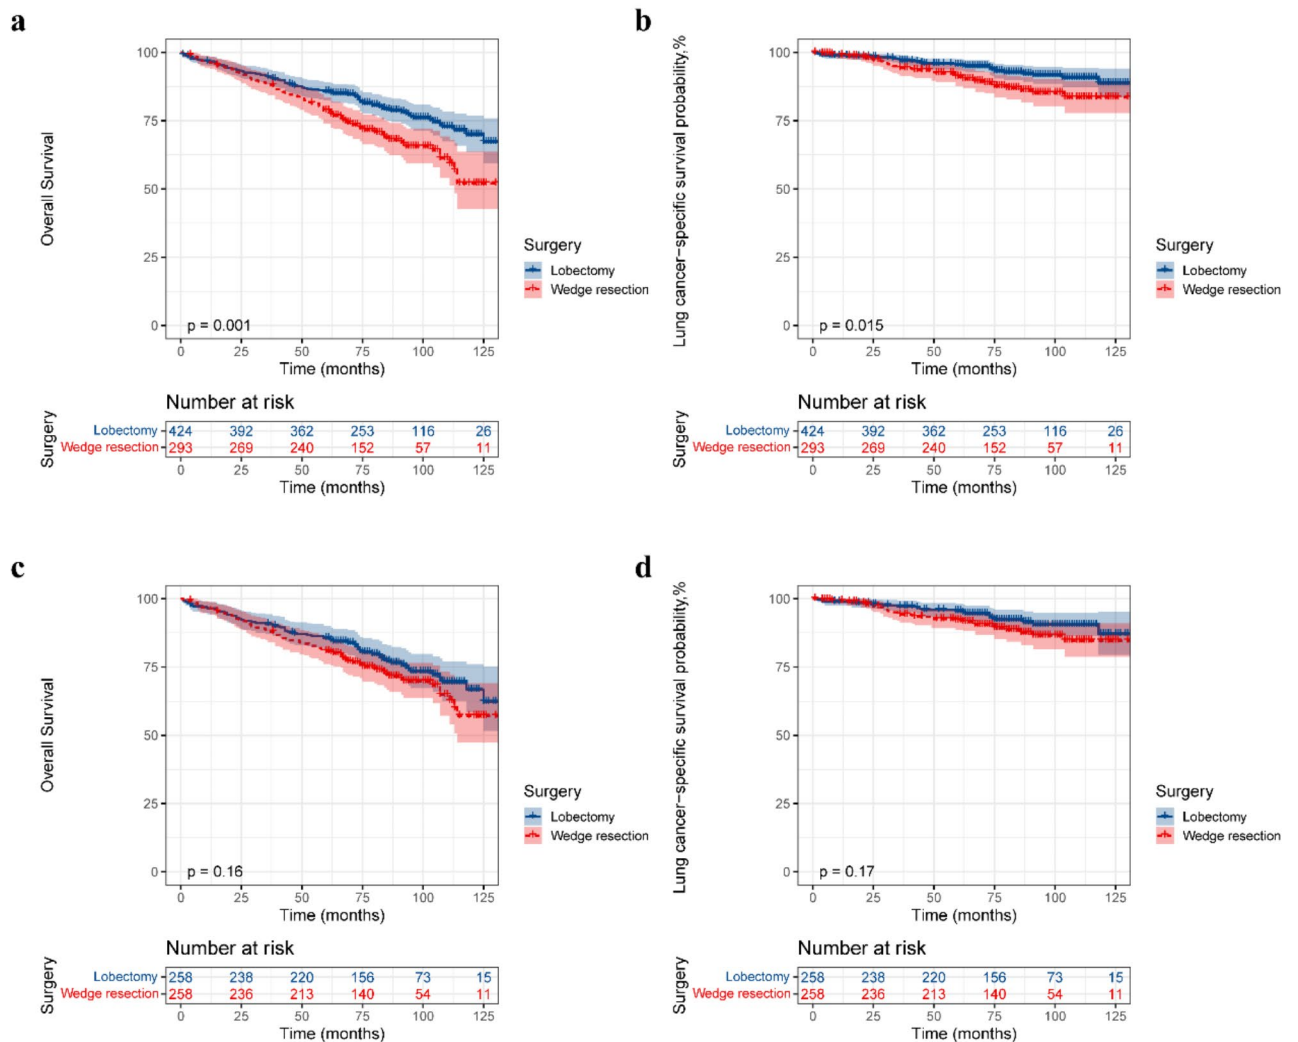 a
Overall Survival
100
75
50
25
0
p = 0.001
0 25 50 75 100 125
Time (months)
Surgery
Lobectomy
Wedge resection
Number at risk
Surgery
Lobectomy 424 392 362 253 116 26
Wedge resection 293 269 240 152 57 11
0 25 50 75 100 125
Time (months)
b
Lung cancer-specific survival probability,%
100
75
50
25
0
p = 0.015
0 25 50 75 100 125
Time (months)
Surgery
Lobectomy
Wedge resection
Number at risk
Surgery
Lobectomy 424 392 362 253 116 26
Wedge resection 293 269 240 152 57 11
0 25 50 75 100 125
Time (months)
c
Overall Survival
100
75
50
25
0
p = 0.16
0 25 50 75 100 125
Time (months)
Surgery
Lobectomy
Wedge resection
Number at risk
Surgery
Lobectomy 258 238 220 156 73 15
Wedge resection 258 236 213 140 54 11
0 25 50 75 100 125
Time (months)
d
Lung cancer-specific survival probability,%
100
75
50
25
0
p = 0.17
0 25 50 75 100 125
Time (months)
Surgery
Lobectomy
Wedge resection
Number at risk
Surgery
Lobectomy 258 238 220 156 73 15
Wedge resection 258 236 213 140 54 11
0 25 50 75 100 125
Time (months)